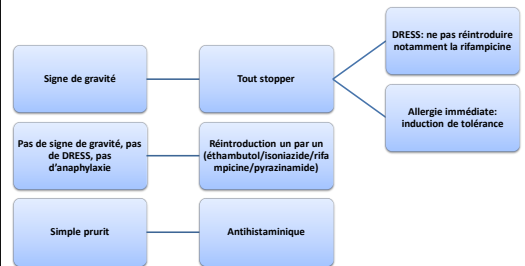 DRESS: ne pas réintroduire
notamment la rifampicine
Signe de gravité
Tout stopper
Allergie immédiate:
induction de tolérance
Pas de signe de gravité, pas
de DRESS, pas
d'anaphylaxie
Réintroduction un par un
(éthambutol/isoniazide/rifa
mpicine/pyrazinamide)
Simple prurit
Antihistaminique